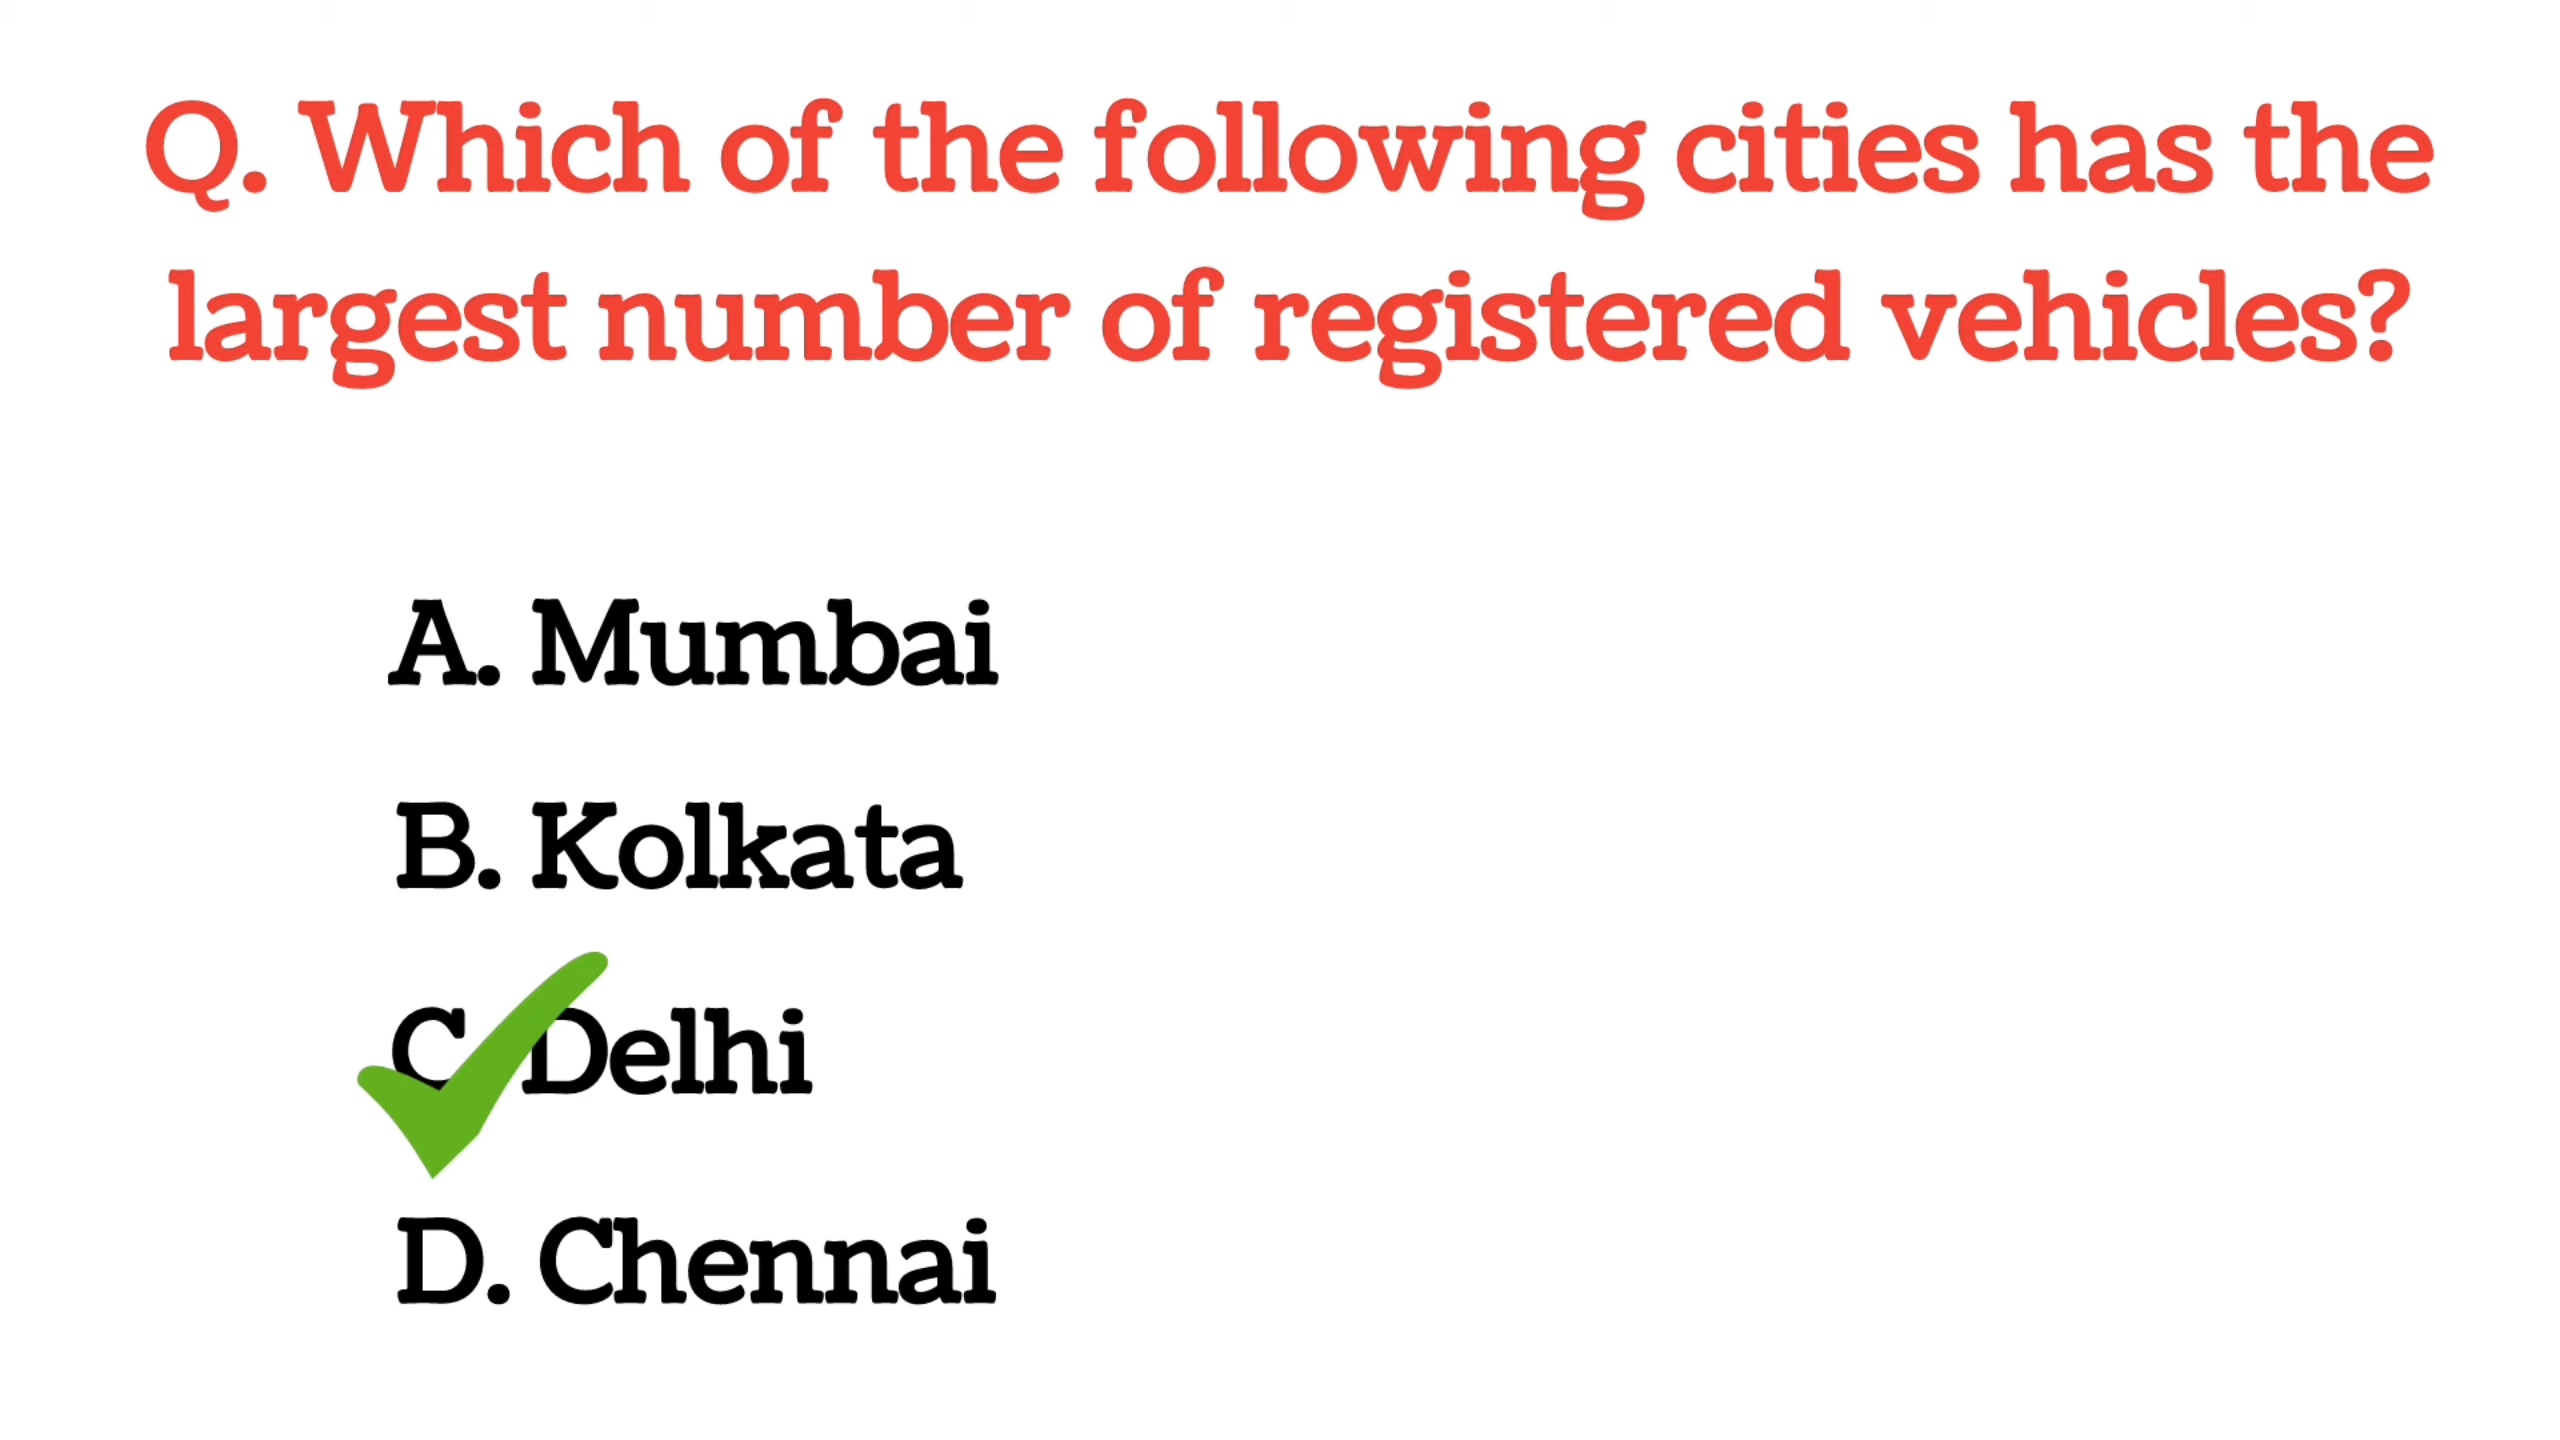 Q. Which of the following cities has the
largest number of registered vehicles?
A. Mumbai
B. Kolkata
C Delhi
D. Chennai